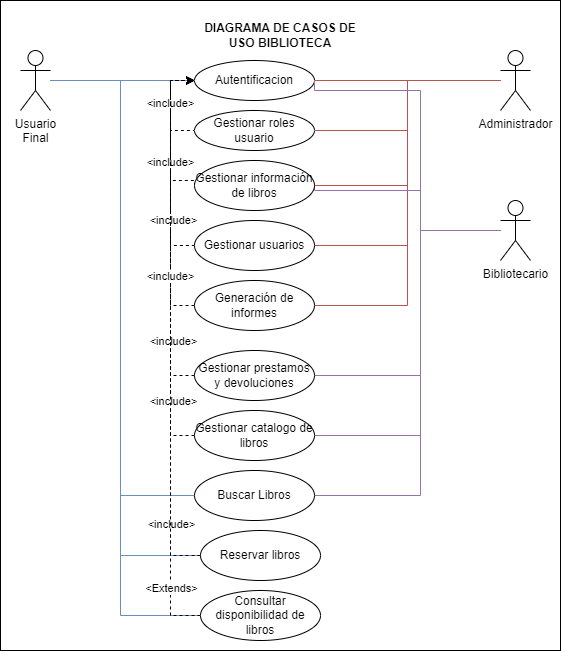 DIAGRAMA DE CASOS DE
USO BIBLIOTECA
Autentificacion
<include>
Usuario
Final
Administrador
Gestionar roles
usuario
<include>
Gestionar información
de libros
<include>
Gestionar usuarios
Bibliotecario
<include>
Generación de
informes
<include>
Gestionar prestamos
y devoluciones
<include>
Gestionar catalogo de
libros
Buscar Libros
<include>
Reservar libros
<Extends>
Consultar
disponibilidad de
libros